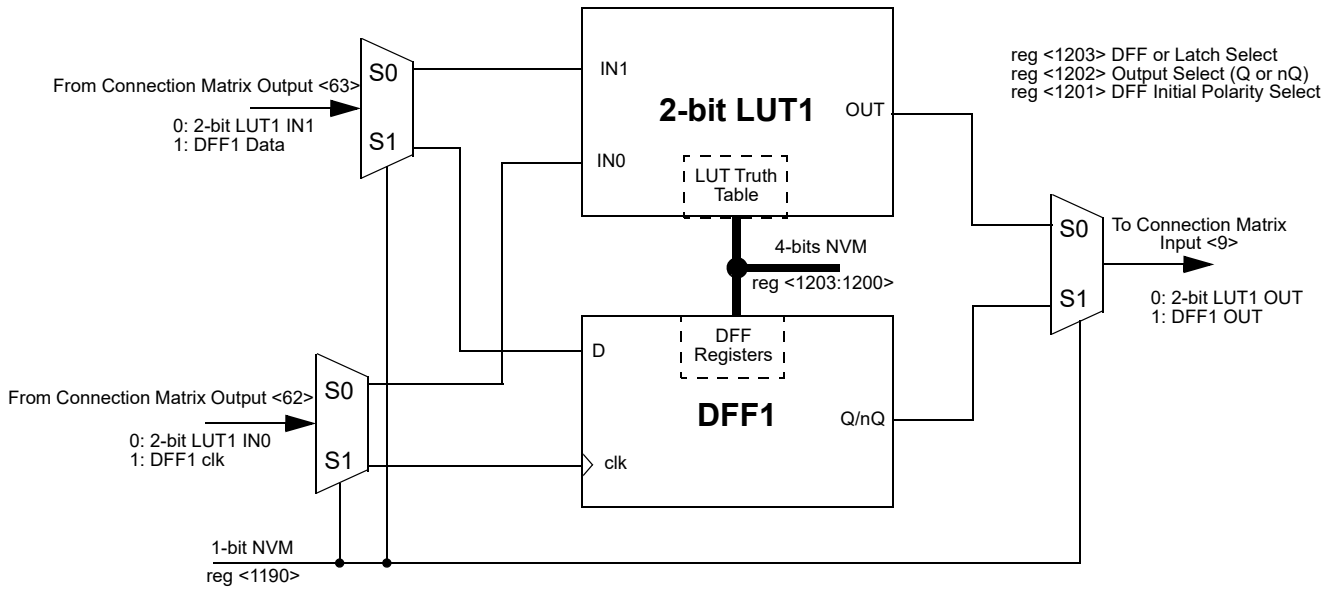 From Connection Matrix Output <63>
0: 2-bit LUT1 IN1
1: DFF1 Data
S0
S1
IN1
IN0
2-bit LUT1
OUT
LUT Truth
Table
reg <1203> DFF or Latch Select
reg <1202> Output Select (Q or nQ)
reg <1201> DFF Initial Polarity Select
4-bits NVM
reg <1203:1200>
S0
S1
To Connection Matrix
Input <9>
0: 2-bit LUT1 OUT
1: DFF1 OUT
From Connection Matrix Output <62>
0: 2-bit LUT1 IN0
1: DFF1 clk
S0
S1
D
clk
DFF
Registers
DFF1
Q/nQ
1-bit NVM
reg <1190>